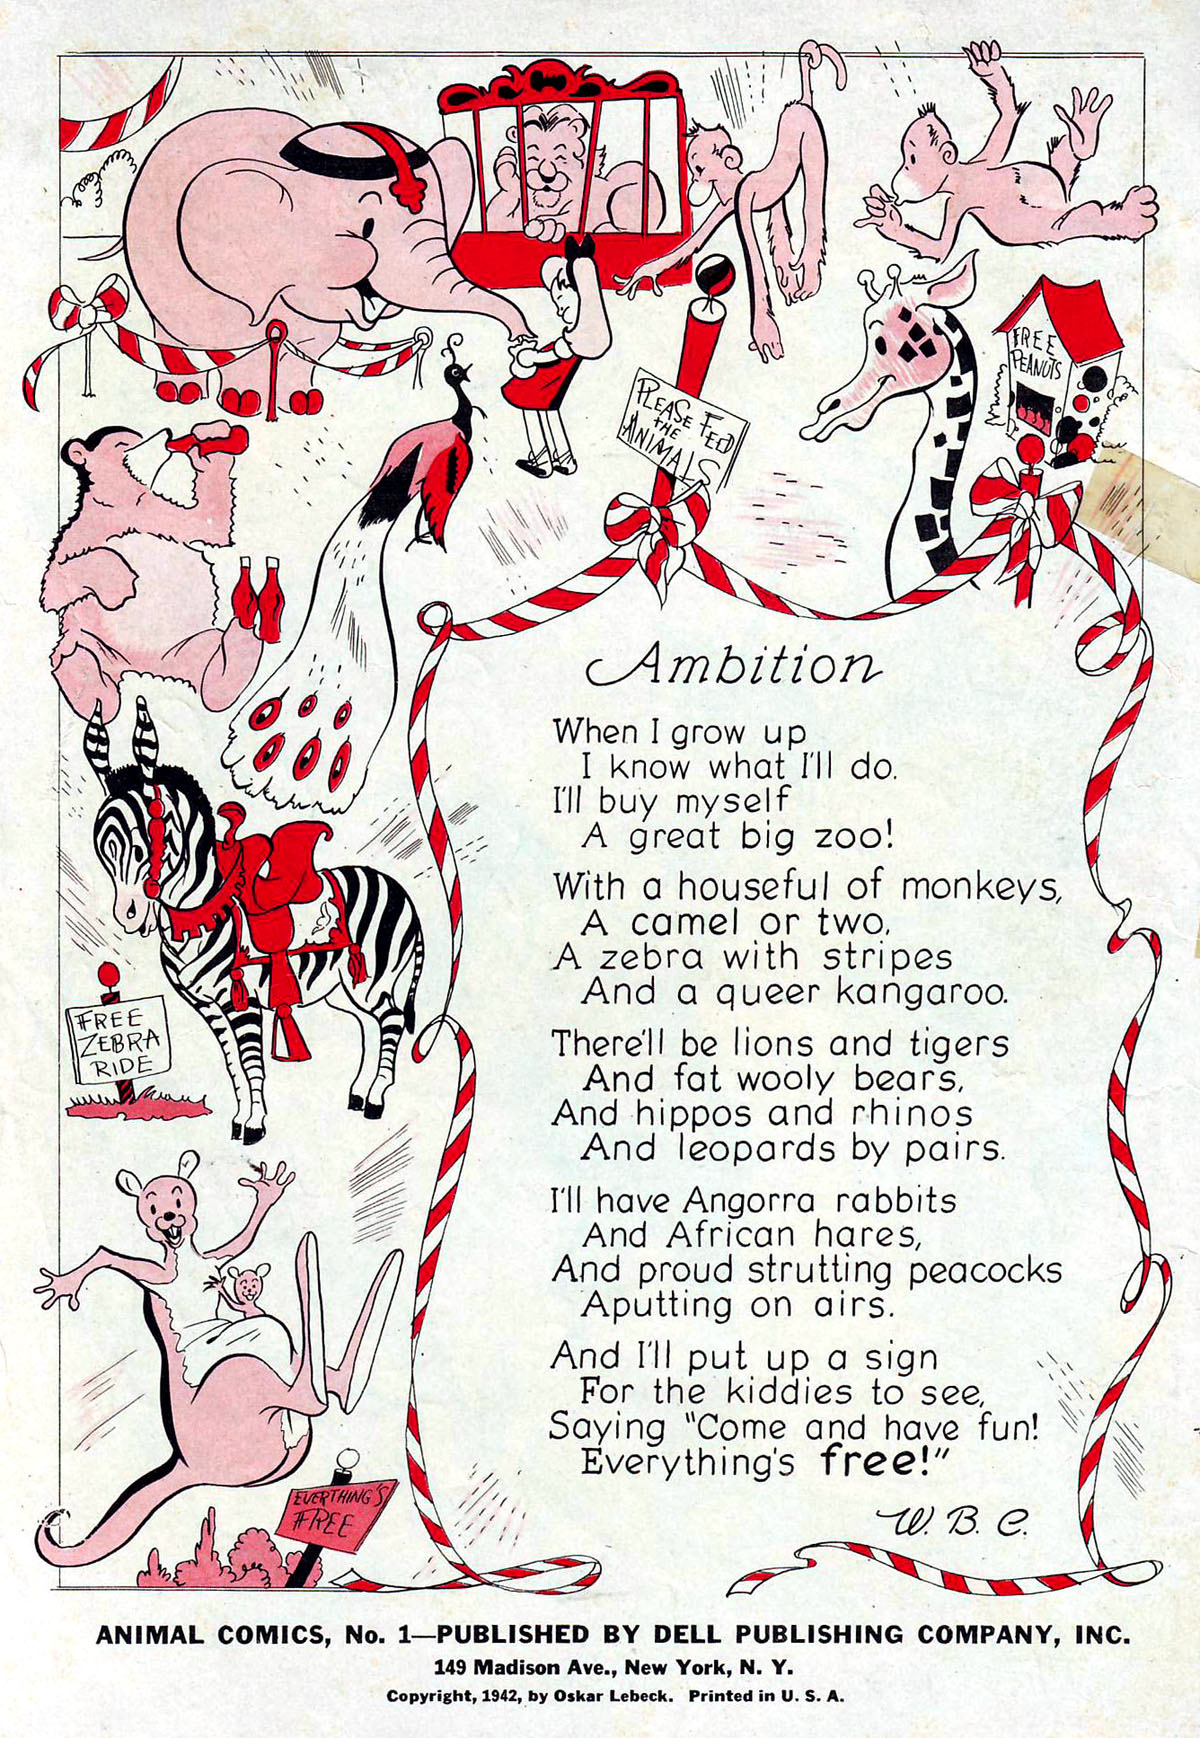 FREE
PEANUTS
PLEASE FEED
THE
ANIMALS
Ambition
When I grow up
I know what I'll do.
I'll buy myself
A great big zoo!
With a houseful of monkeys,
A camel or two,
A zebra with stripes
And a queer kangaroo.
There'll be lions and tigers
And fat wooly bears,
And hippos and rhinos
And leopards by pairs.
I'll have Angorra rabbits
And African hares,
And proud strutting peacocks
Aputting on airs.
And I'll put up a sign
For the kiddies to see,
Saying "Come and have fun!
Everything's free!"
W. B. C.
FREE
ZEBRA
RIDE
EVERTHING'S
FREE
ANIMAL COMICS, No. 1—PUBLISHED BY DELL PUBLISHING COMPANY, INC.
149 Madison Ave., New York, N. Y.
Copyright, 1942, by Oskar Lebeck. Printed in U. S. A.